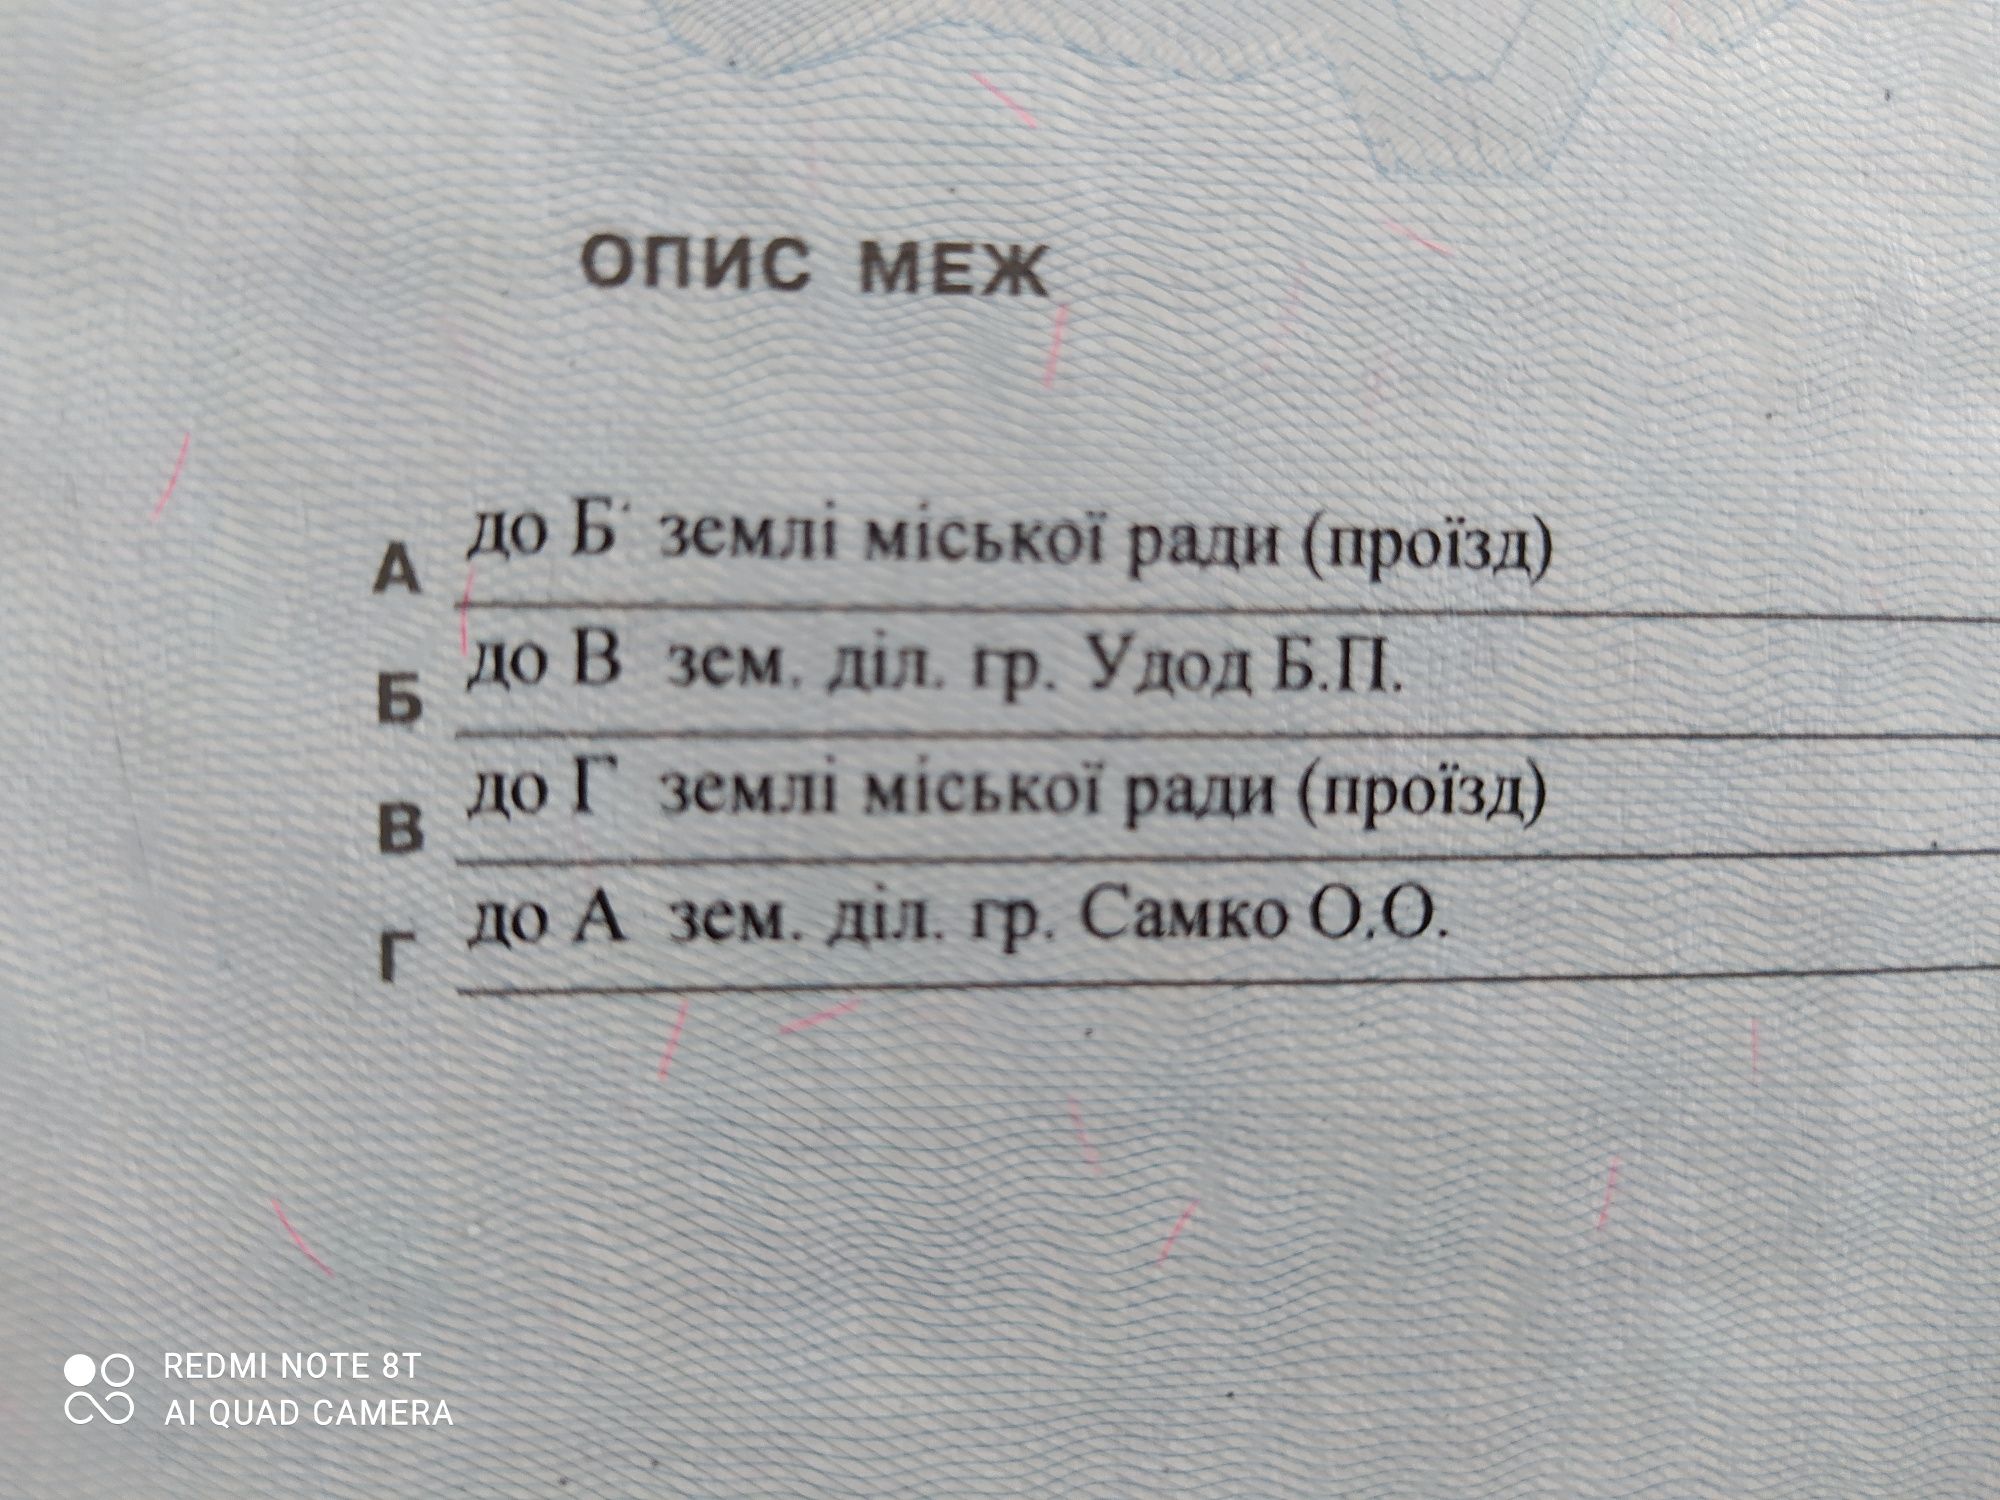 ОПИС МЕЖ
А до Б землі міської ради (проїзд)
Б до В зем. діл. гр. Удод Б.П.
В до Г землі міської ради (проїзд)
Г до А зем. діл. гр. Самко О.О.
REDMI NOTE 8T
AI QUAD CAMERA